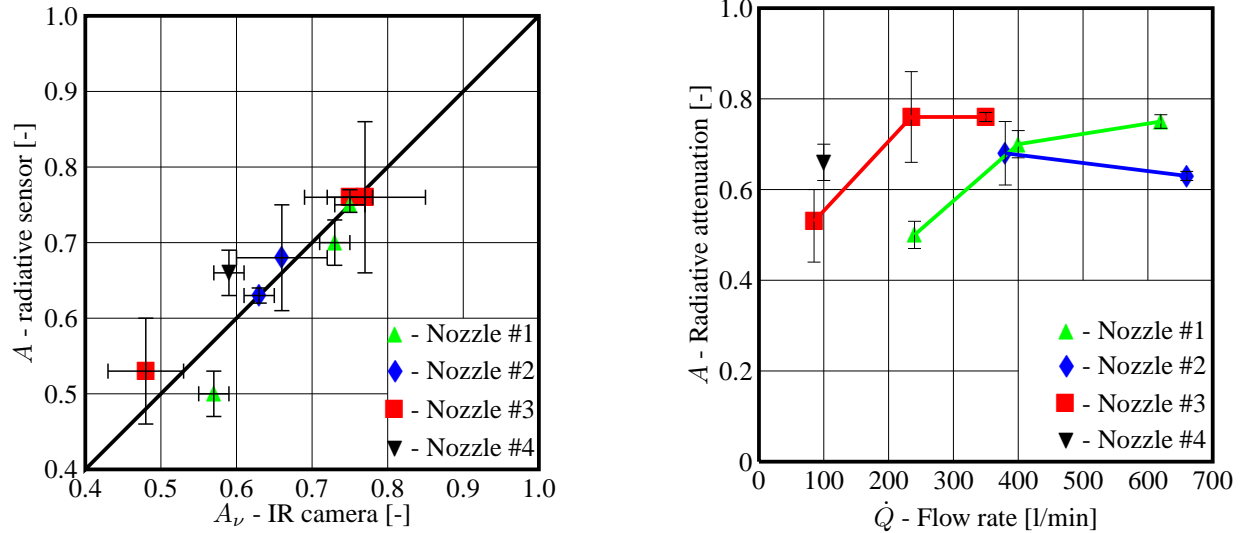 1.0
0.9
0.8
0.7
0.6
0.5
0.4
A - radiative sensor [-]
- Nozzle #1
- Nozzle #2
- Nozzle #3
- Nozzle #4
0.4 0.5 0.6 0.7 0.8 0.9 1.0
Aν - IR camera [-]
1.0
0.8
0.6
0.4
0.2
0
A - Radiative attenuation [-]
- Nozzle #1
- Nozzle #2
- Nozzle #3
- Nozzle #4
0 100 200 300 400 500 600 700
Q̇ - Flow rate [l/min]